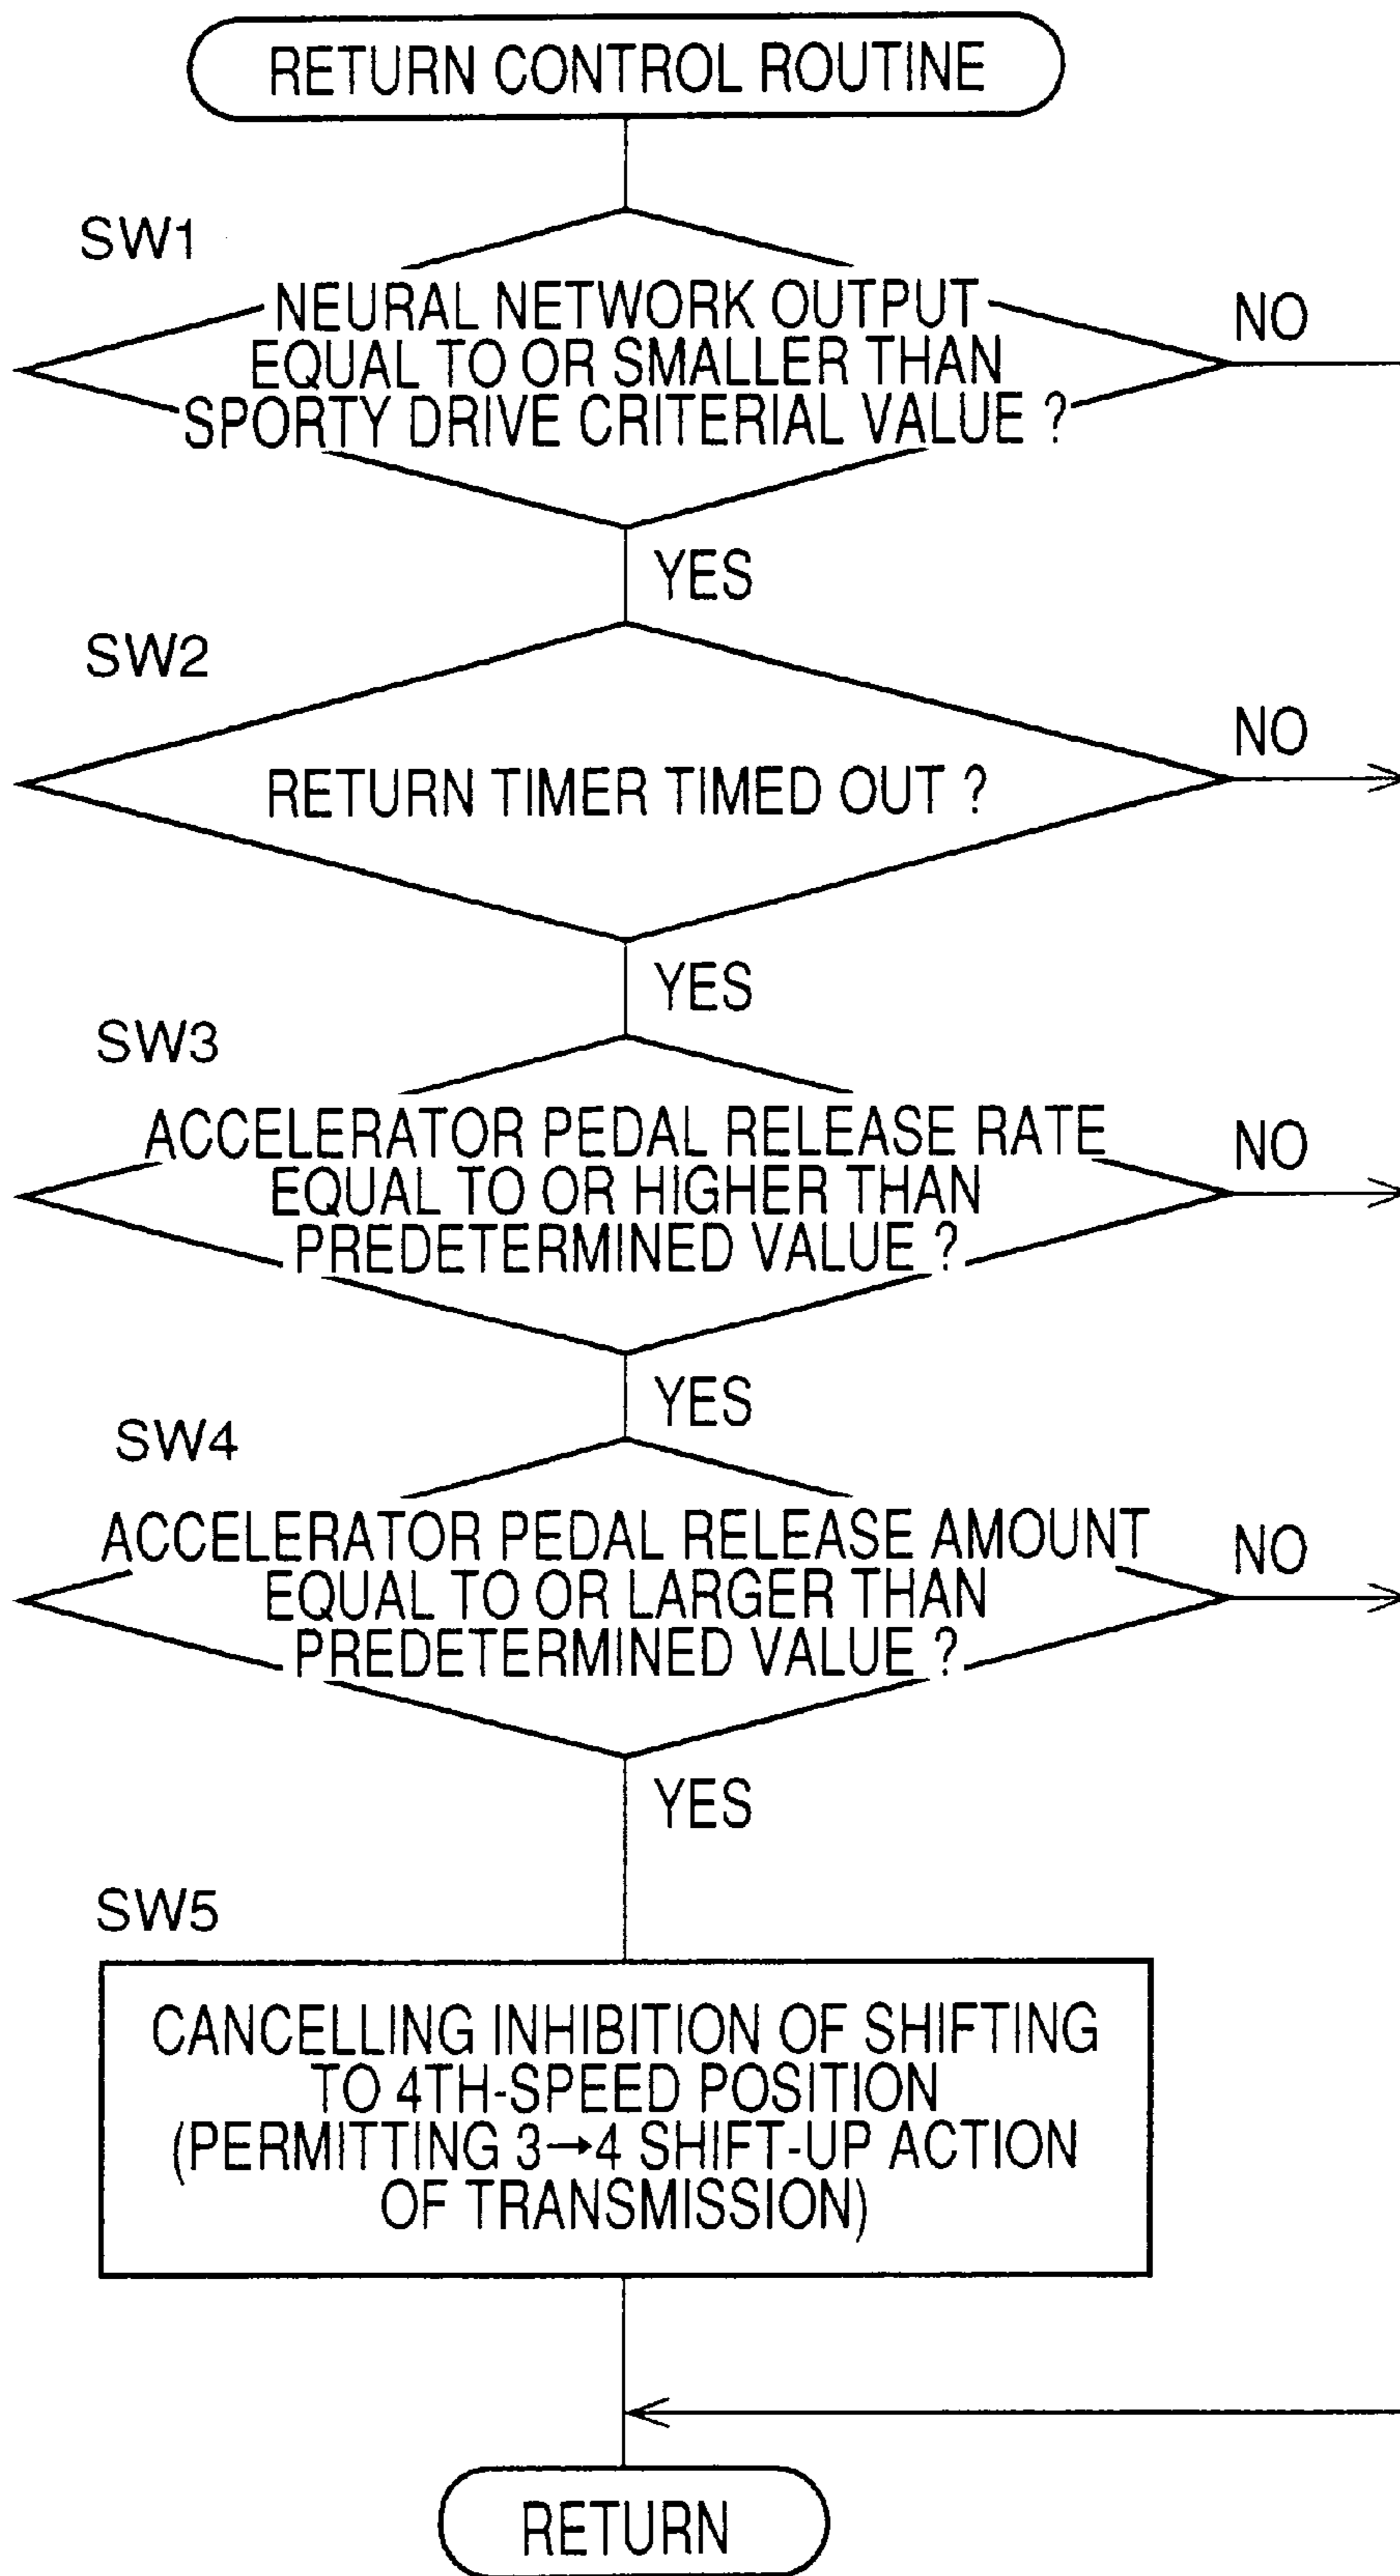 RETURN CONTROL ROUTINE
SW1
NEURAL NETWORK OUTPUT
EQUAL TO OR SMALLER THAN
SPORTY DRIVE CRITERIAL VALUE ?
NO
YES
SW2
RETURN TIMER TIMED OUT ?
NO
YES
SW3
ACCELERATOR PEDAL RELEASE RATE
EQUAL TO OR HIGHER THAN
PREDETERMINED VALUE ?
NO
YES
SW4
ACCELERATOR PEDAL RELEASE AMOUNT
EQUAL TO OR LARGER THAN
PREDETERMINED VALUE ?
NO
YES
SW5
CANCELLING INHIBITION OF SHIFTING
TO 4TH-SPEED POSITION
(PERMITTING 3→4 SHIFT-UP ACTION
OF TRANSMISSION)
RETURN